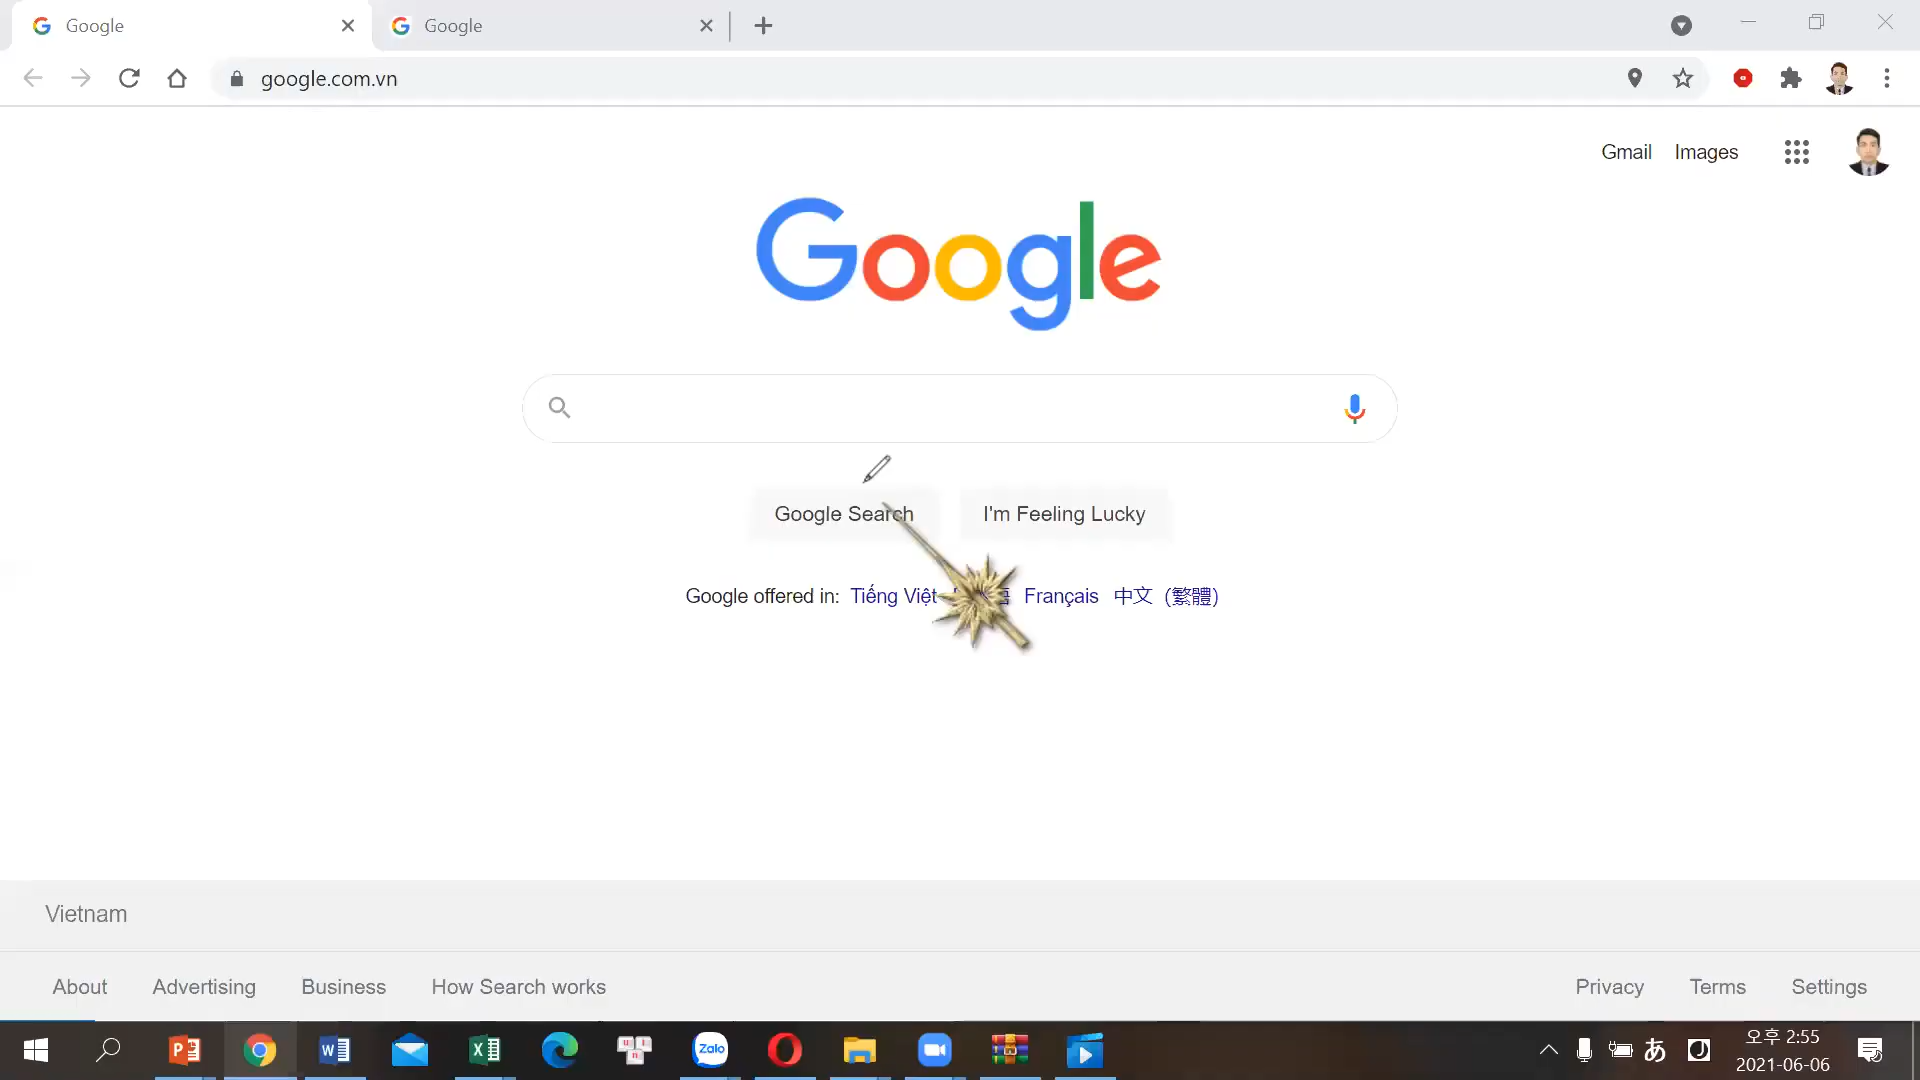 Google
Google
google.com.vn
Gmail Images
Google
Google Search I'm Feeling Lucky
Google offered in: Tiếng Việt Français 中文 (繁體)
Vietnam
About Advertising Business How Search works
Privacy Terms Settings
Zalo
あ
오후 2:55
2021-06-06